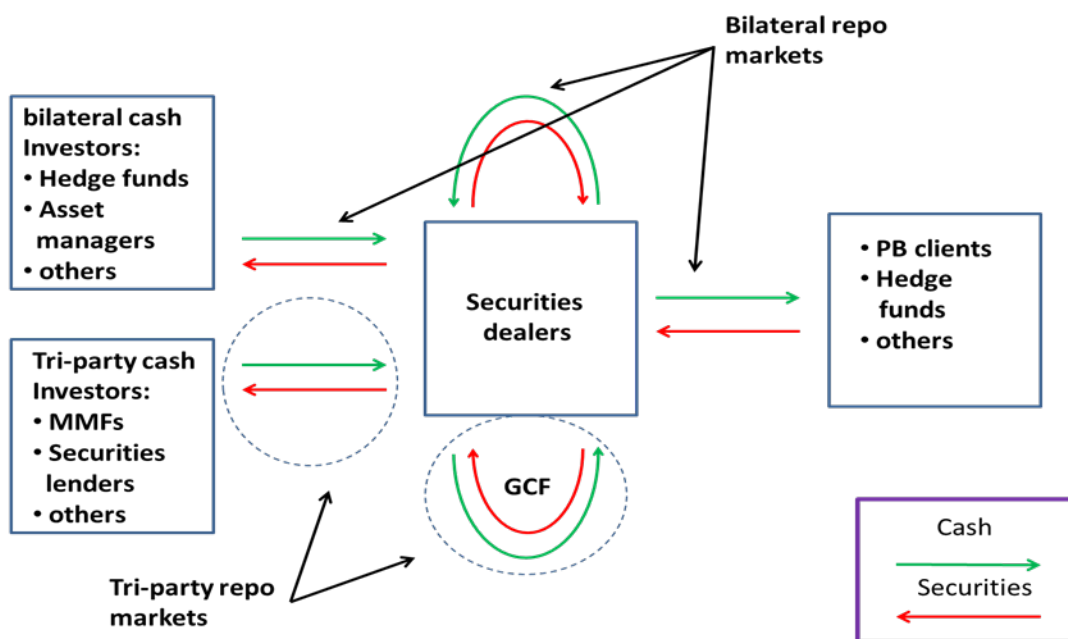 Bilateral repo
markets
bilateral cash
Investors:
• Hedge funds
• Asset
managers
• others
Securities
dealers
• PB clients
• Hedge
funds
• others
Tri-party cash
Investors:
• MMFs
• Securities
lenders
• others
GCF
Tri-party repo
markets
Cash
Securities